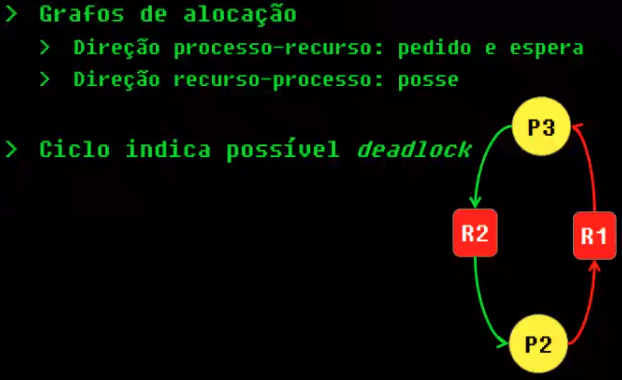 > Grafos de alocação
> Direção processo-recurso: pedido e espera
> Direção recurso-processo: posse
> Ciclo indica possível deadlock
P3
R2
R1
P2